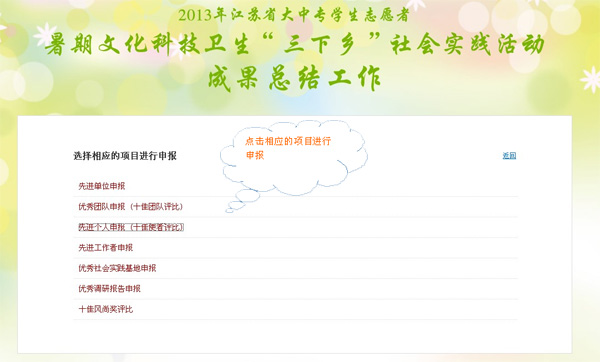 2013年江苏省大中专学生志愿者
暑期文化科技卫生“三下乡”社会实践活动
成果总结工作
点击相应的项目进行
申报
选择相应的项目进行申报
返回
先进单位申报
优秀团队申报（十佳团队评比）
先进个人申报（十佳使者评比）
先进工作者申报
优秀社会实践基地申报
优秀调研报告申报
十佳风尚奖评比